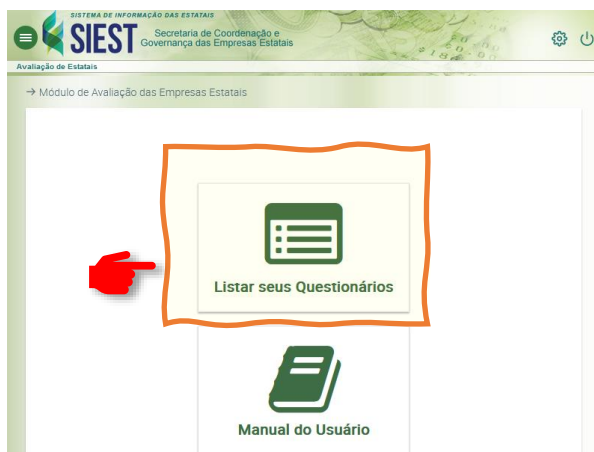 SISTEMA DE INFORMAÇÃO DAS ESTATAIS
SIEST
Secretaria de Coordenação e
Governança das Empresas Estatais
Avaliação de Estatais
→ Módulo de Avaliação das Empresas Estatais
Listar seus Questionários
Manual do Usuário